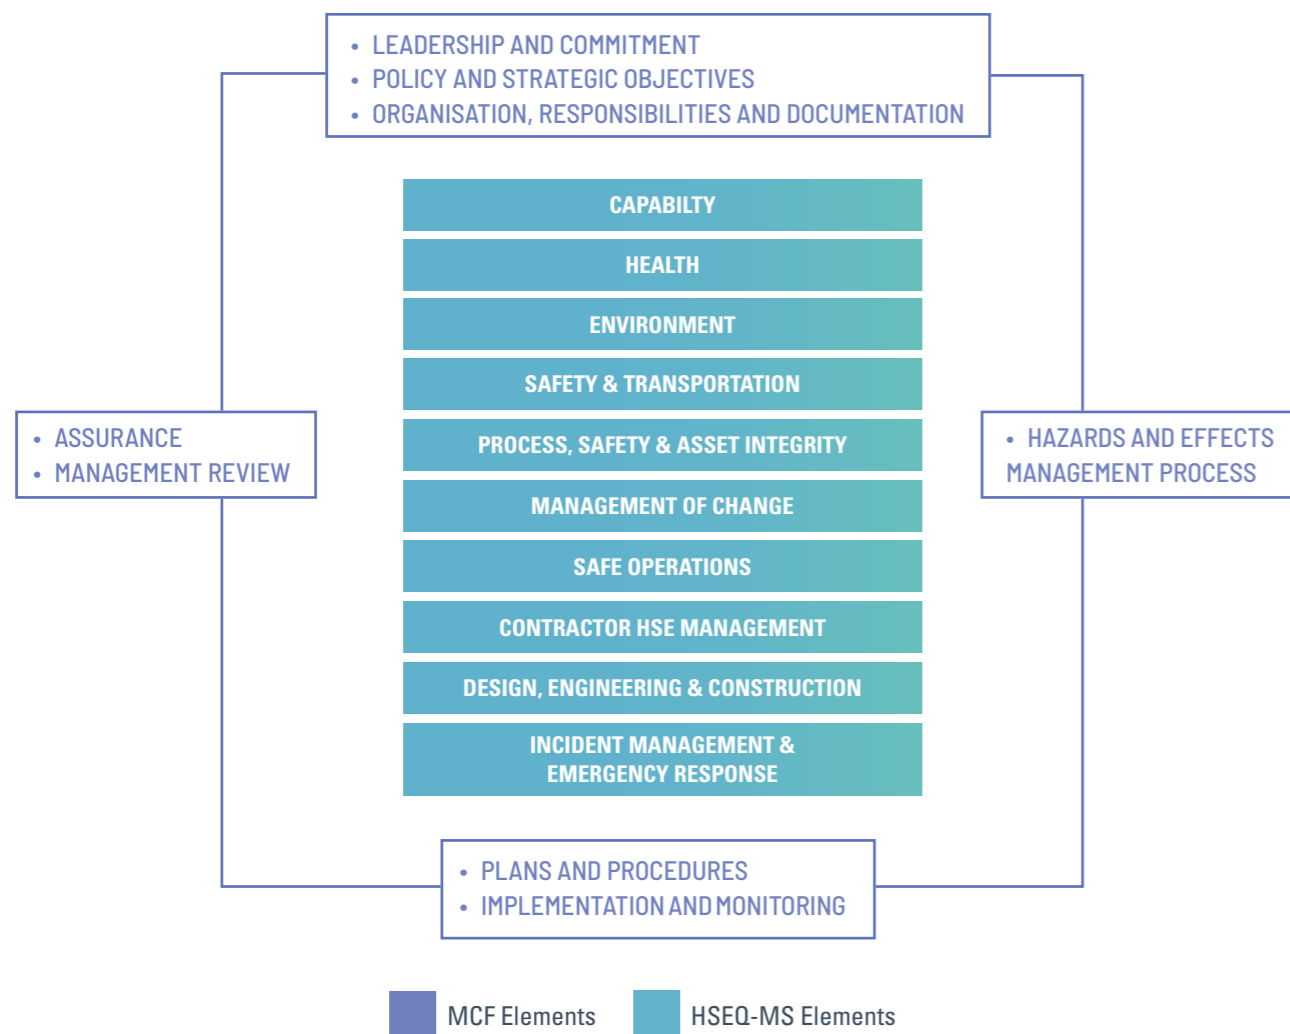 • LEADERSHIP AND COMMITMENT
• POLICY AND STRATEGIC OBJECTIVES
• ORGANISATION, RESPONSIBILITIES AND DOCUMENTATION
CAPABILTY
HEALTH
ENVIRONMENT
SAFETY & TRANSPORTATION
• ASSURANCE
• MANAGEMENT REVIEW
PROCESS, SAFETY & ASSET INTEGRITY
• HAZARDS AND EFFECTS
MANAGEMENT PROCESS
MANAGEMENT OF CHANGE
SAFE OPERATIONS
CONTRACTOR HSE MANAGEMENT
DESIGN, ENGINEERING & CONSTRUCTION
INCIDENT MANAGEMENT &
EMERGENCY RESPONSE
• PLANS AND PROCEDURES
• IMPLEMENTATION AND MONITORING
MCF Elements
HSEQ-MS Elements